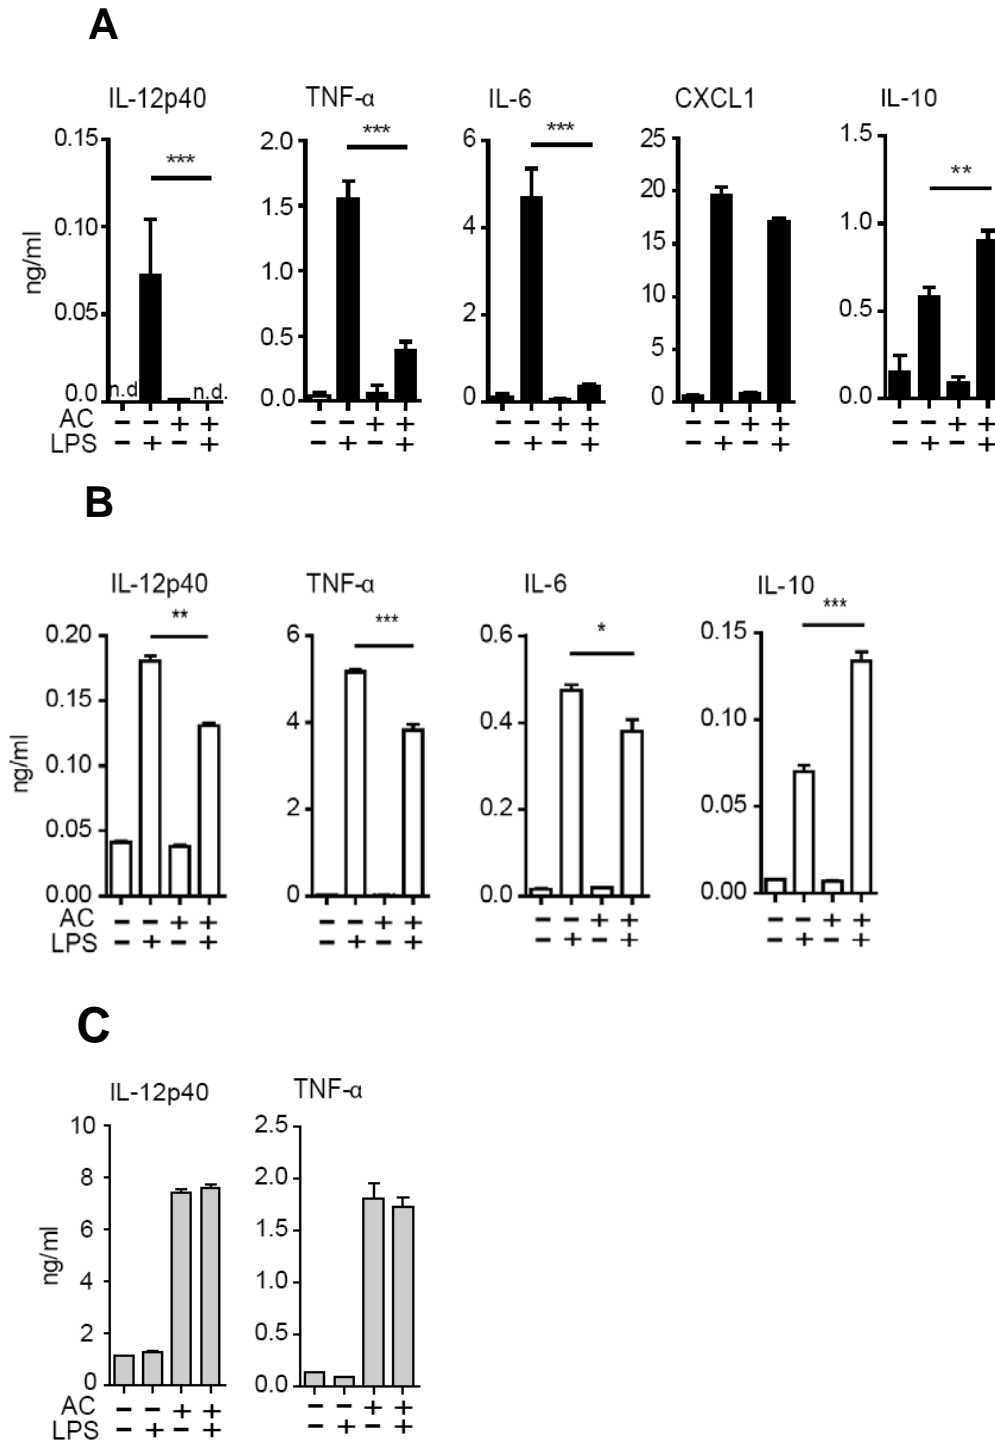 A
IL-12p40 TNF-α IL-6 CXCL1 IL-10
*** *** *** **
ng/ml
0.15 2.0 6 25 1.5
0.10 1.5 4 20 1.0
0.05 1.0 2 15 0.5
0.0 0.5 0 10 0.0
0.0 5
0
n.d n.d.
AC - - + + - - + + - - + + - - + + - - + +
LPS - + - + - + - + - + - + - + - + - + - +
B
IL-12p40 TNF-α IL-6 IL-10
** *** * ***
ng/ml
0.20 6 0.6 0.15
0.15 4 0.4 0.10
0.10 2 0.2 0.05
0.05 0 0.0 0.00
0.00
AC - - + + - - + + - - + + - - + +
LPS - + - + - + - + - + - + - + - +
C
IL-12p40 TNF-α
ng/ml
10 2.5
8 2.0
6 1.5
4 1.0
2 0.5
0 0.0
AC - - + + - - + +
LPS - + - + - + - +